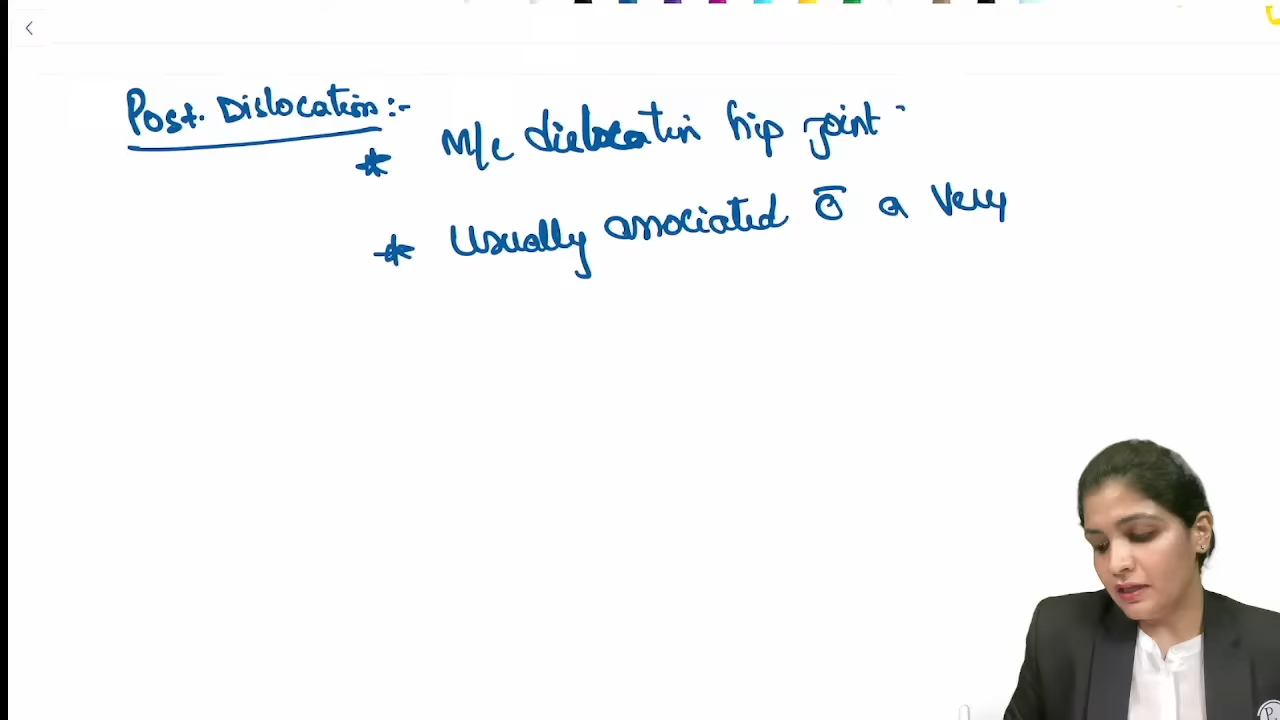 Post. Dislocation:-
* M/c dislocation hip joint
* Usually associated c̄ a very